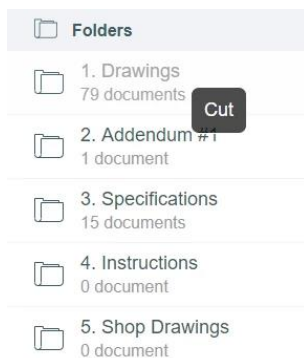 Folders
1. Drawings
79 documents
Cut
2. Addendum #1
1 document
3. Specifications
15 documents
4. Instructions
0 document
5. Shop Drawings
0 document